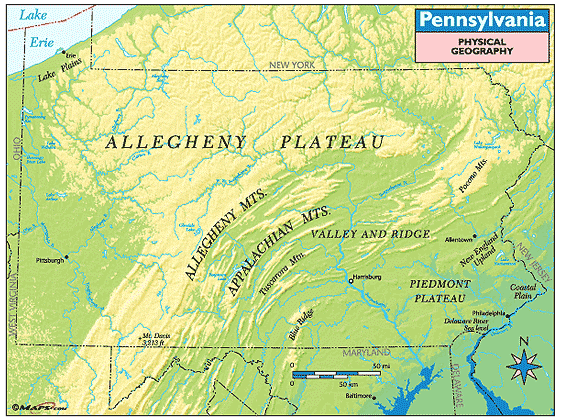 Pennsylvania
PHYSICAL
GEOGRAPHY
Lake
Erie
Erie
Lake Plains
NEW YORK
OHIO
ALLEGHENY PLATEAU
Pocono Mts.
ALLEGHENY MTS.
APPALACHIAN MTS.
VALLEY AND RIDGE
Tuscarora Mtn.
Allentown
New England
Upland
NEW JERSEY
Pittsburgh
Harrisburg
PIEDMONT
PLATEAU
Coastal
Plain
WEST VIRGINIA
Mt. Davis
3,213 ft
Blue Ridge
Philadelphia
Delaware River
Sea level
N
MARYLAND
DELAWARE
0 50 mi
0 50 km
Baltimore
©MAPS.com